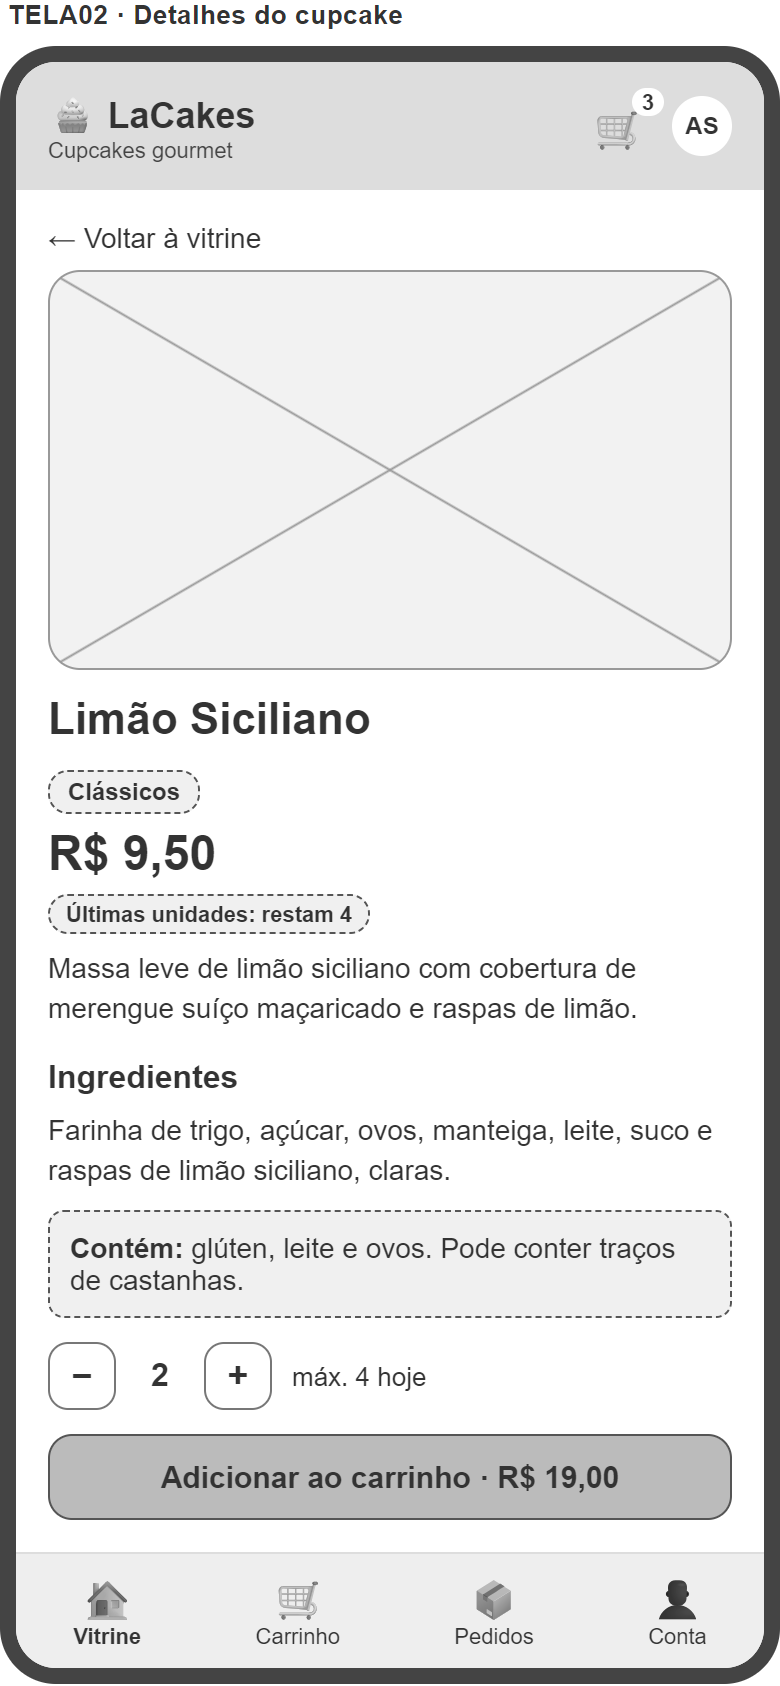 TELA02 · Detalhes do cupcake
LaCakes
Cupcakes gourmet
3
AS
← Voltar à vitrine
Limão Siciliano
Clássicos
R$ 9,50
Últimas unidades: restam 4
Massa leve de limão siciliano com cobertura de
merengue suíço maçaricado e raspas de limão.
Ingredientes
Farinha de trigo, açúcar, ovos, manteiga, leite, suco e
raspas de limão siciliano, claras.
Contém: glúten, leite e ovos. Pode conter traços
de castanhas.
− 2 + máx. 4 hoje
Adicionar ao carrinho · R$ 19,00
Vitrine Carrinho Pedidos Conta